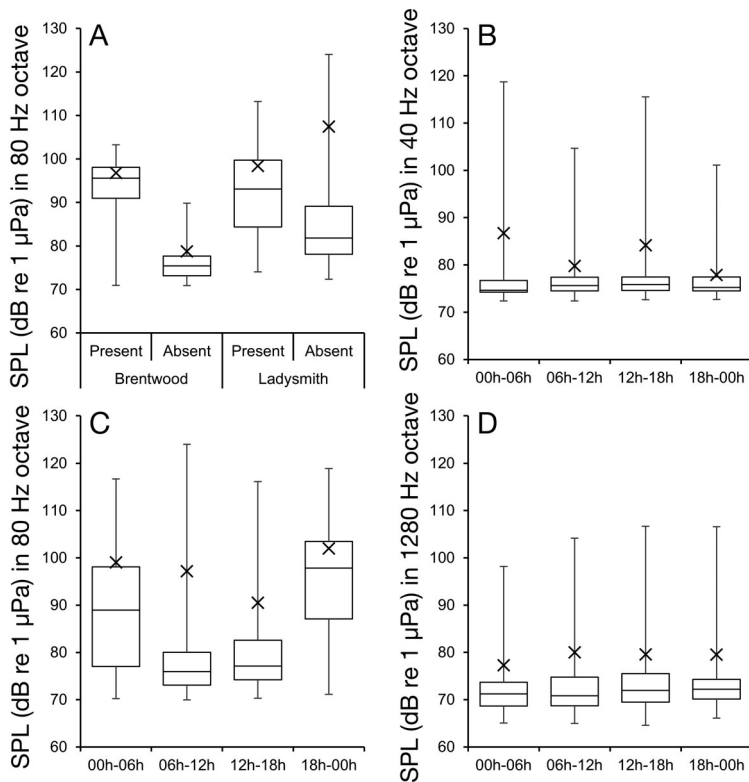 A
SPL (dB re 1 µPa) in 80 Hz octave
130
120
110
100
90
80
70
60
Present Absent Present Absent
Brentwood Ladysmith
B
SPL (dB re 1 µPa) in 40 Hz octave
130
120
110
100
90
80
70
60
00h-06h 06h-12h 12h-18h 18h-00h
C
SPL (dB re 1 µPa) in 80 Hz octave
130
120
110
100
90
80
70
60
00h-06h 06h-12h 12h-18h 18h-00h
D
SPL (dB re 1 µPa) in 1280 Hz octave
130
120
110
100
90
80
70
60
00h-06h 06h-12h 12h-18h 18h-00h